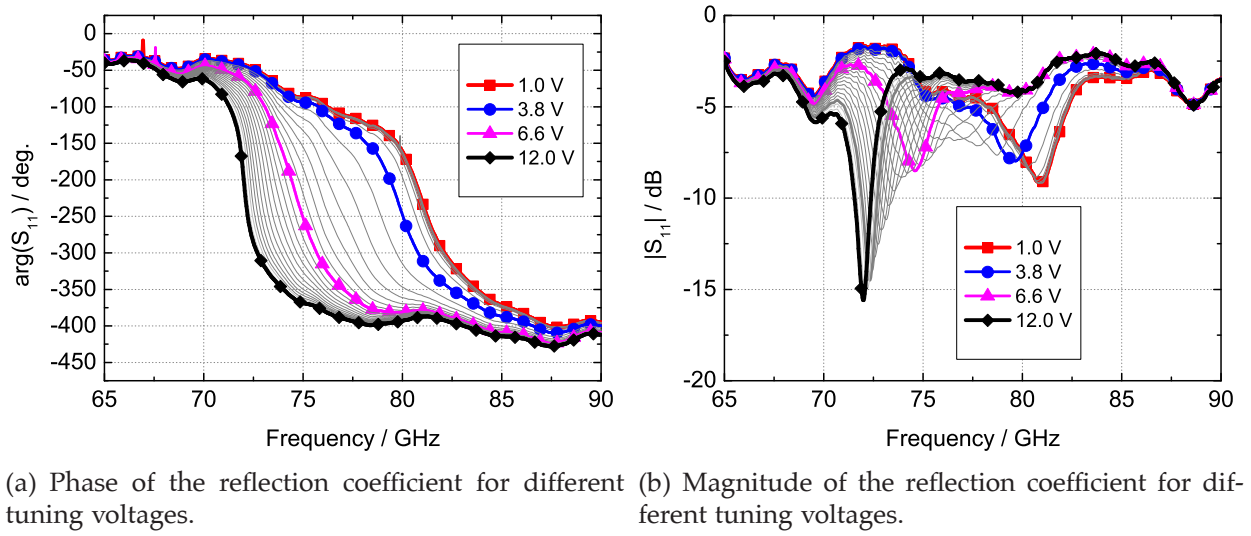 0
-50
-100
-150
-200
-250
-300
-350
-400
-450
arg(S11) / deg.
65 70 75 80 85 90
Frequency / GHz
1.0 V
3.8 V
6.6 V
12.0 V
0
-5
-10
-15
-20
|S11| / dB
65 70 75 80 85 90
Frequency / GHz
1.0 V
3.8 V
6.6 V
12.0 V
(a) Phase of the reflection coefficient for different
tuning voltages.
(b) Magnitude of the reflection coefficient for dif-
ferent tuning voltages.